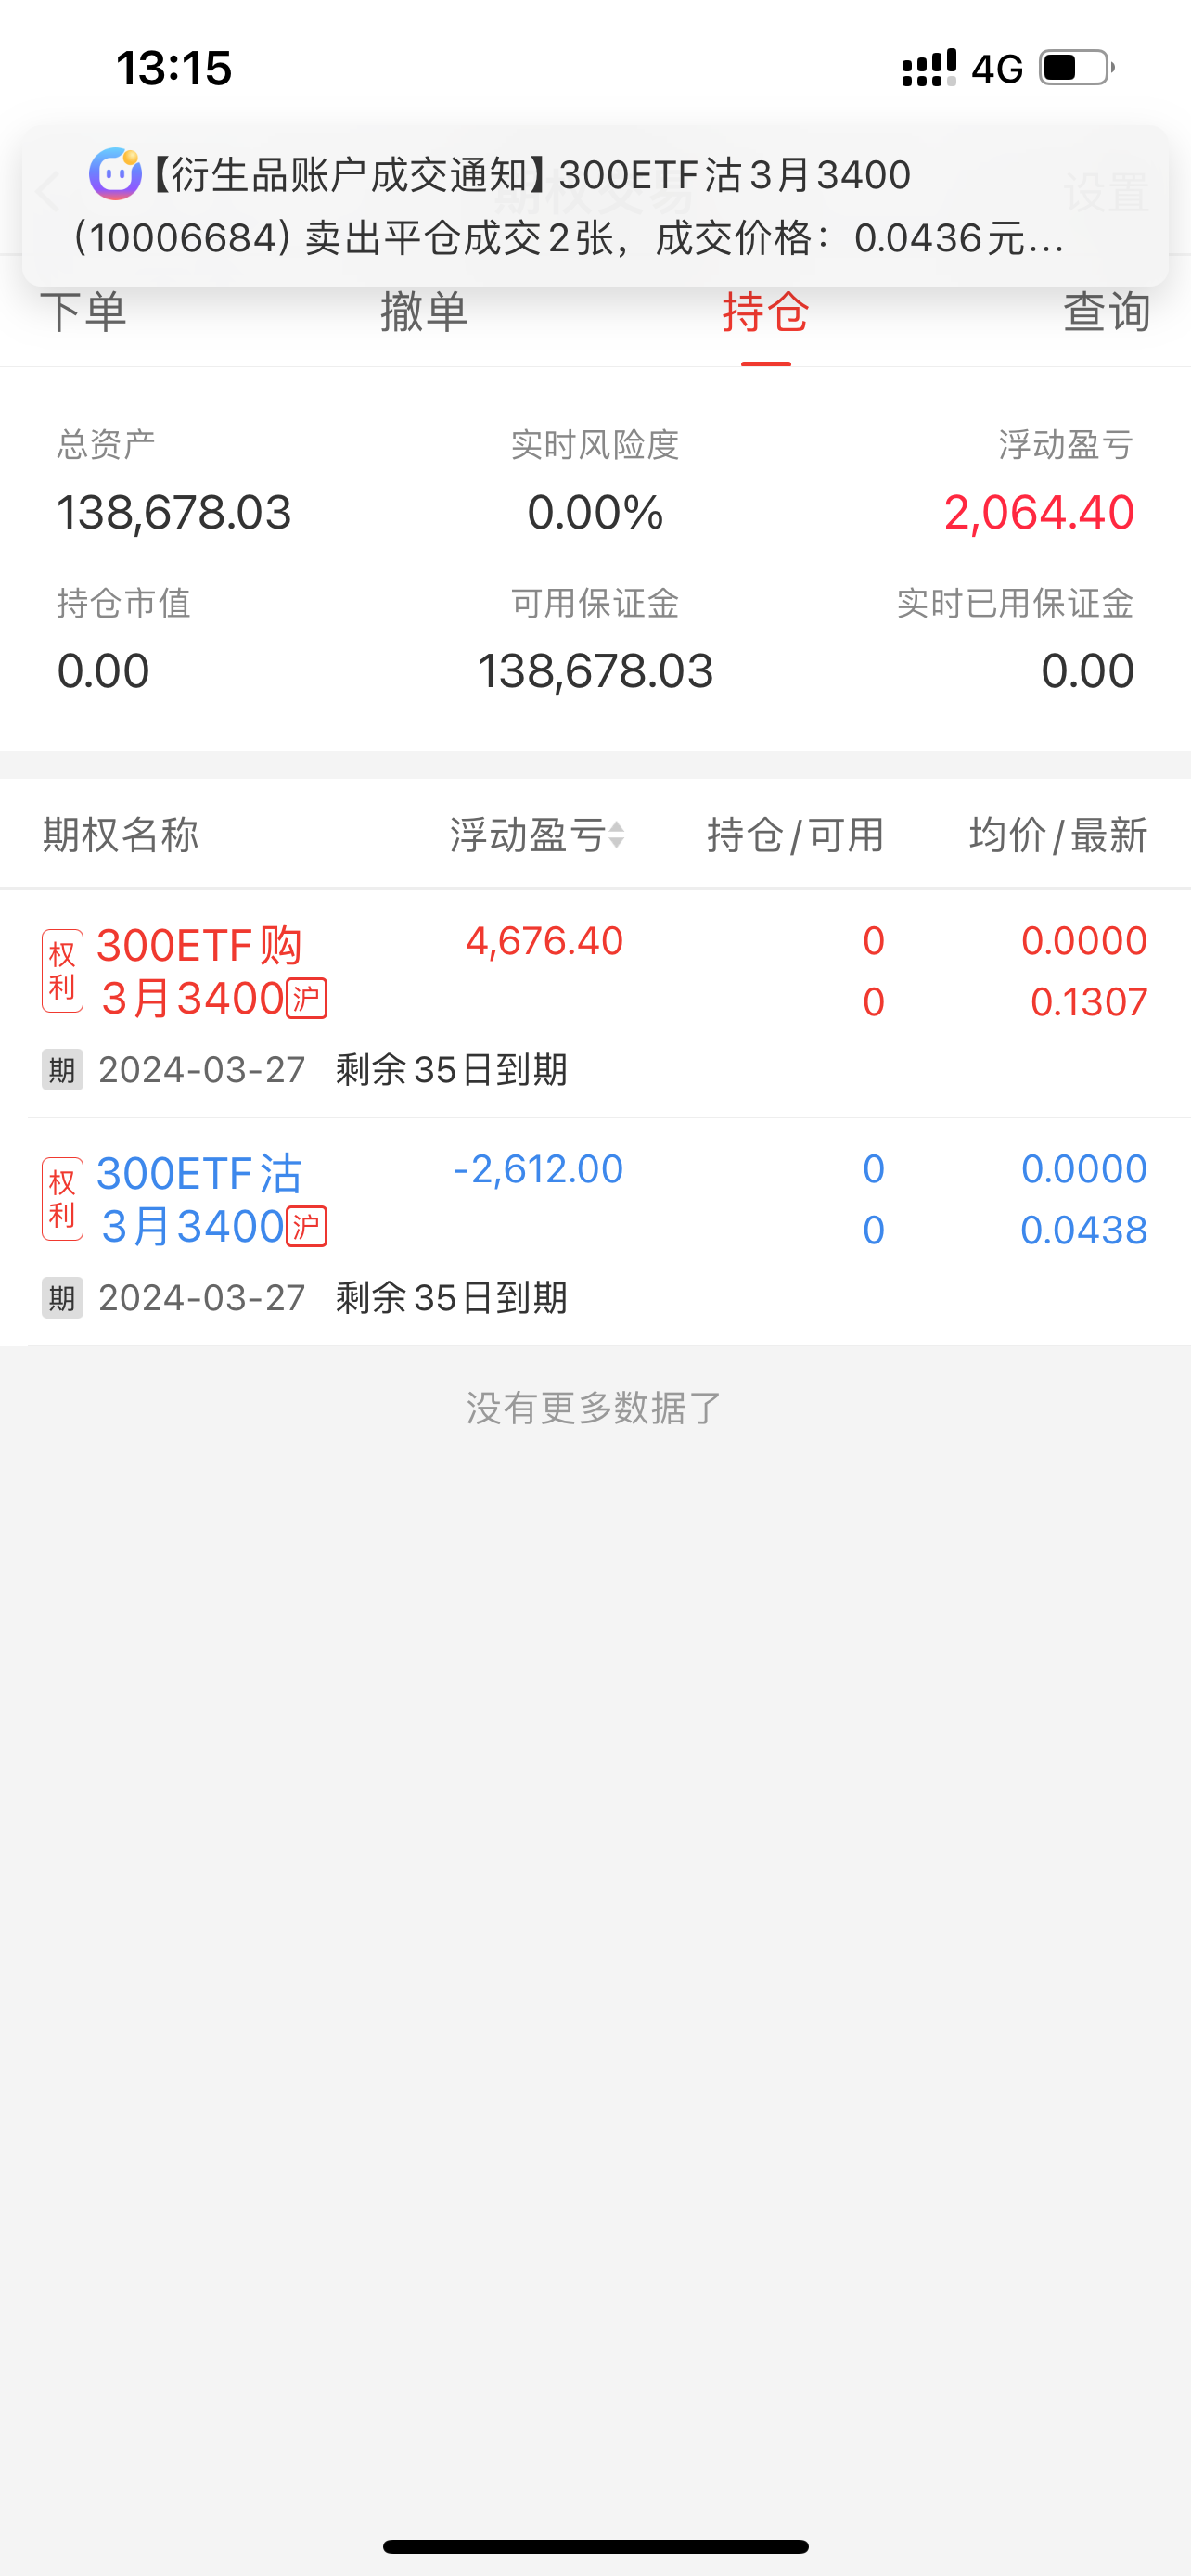 13:15
4G
【衍生品账户成交通知】300ETF沽3月3400
(10006684) 卖出平仓成交2张，成交价格：0.0436元...
期权交易
设置
下单 撤单 持仓 查询
总资产 实时风险度 浮动盈亏
138,678.03 0.00% 2,064.40
持仓市值 可用保证金 实时已用保证金
0.00 138,678.03 0.00
期权名称 浮动盈亏 持仓/可用 均价/最新
权利 300ETF购 4,676.40 0 0.0000
3月3400 沪 0 0.1307
期 2024-03-27 剩余35日到期
权利 300ETF沽 -2,612.00 0 0.0000
3月3400 沪 0 0.0438
期 2024-03-27 剩余35日到期
没有更多数据了